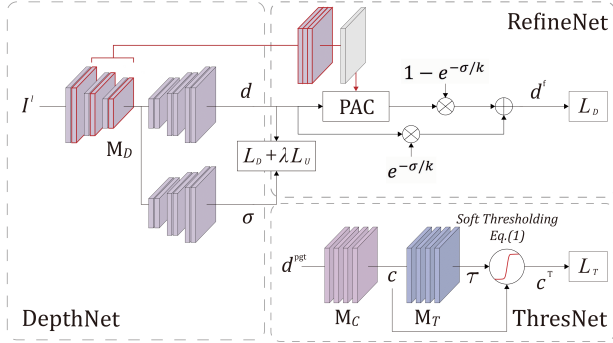 RefineNet
1 − e^{−σ/k}
I^l
M_D
d
PAC
d^f
L_D
L_D + λL_U
e^{−σ/k}
σ
Soft Thresholding
Eq.(1)
d^{pgt}
M_C
c
M_T
τ
c^T
L_T
DepthNet
ThresNet